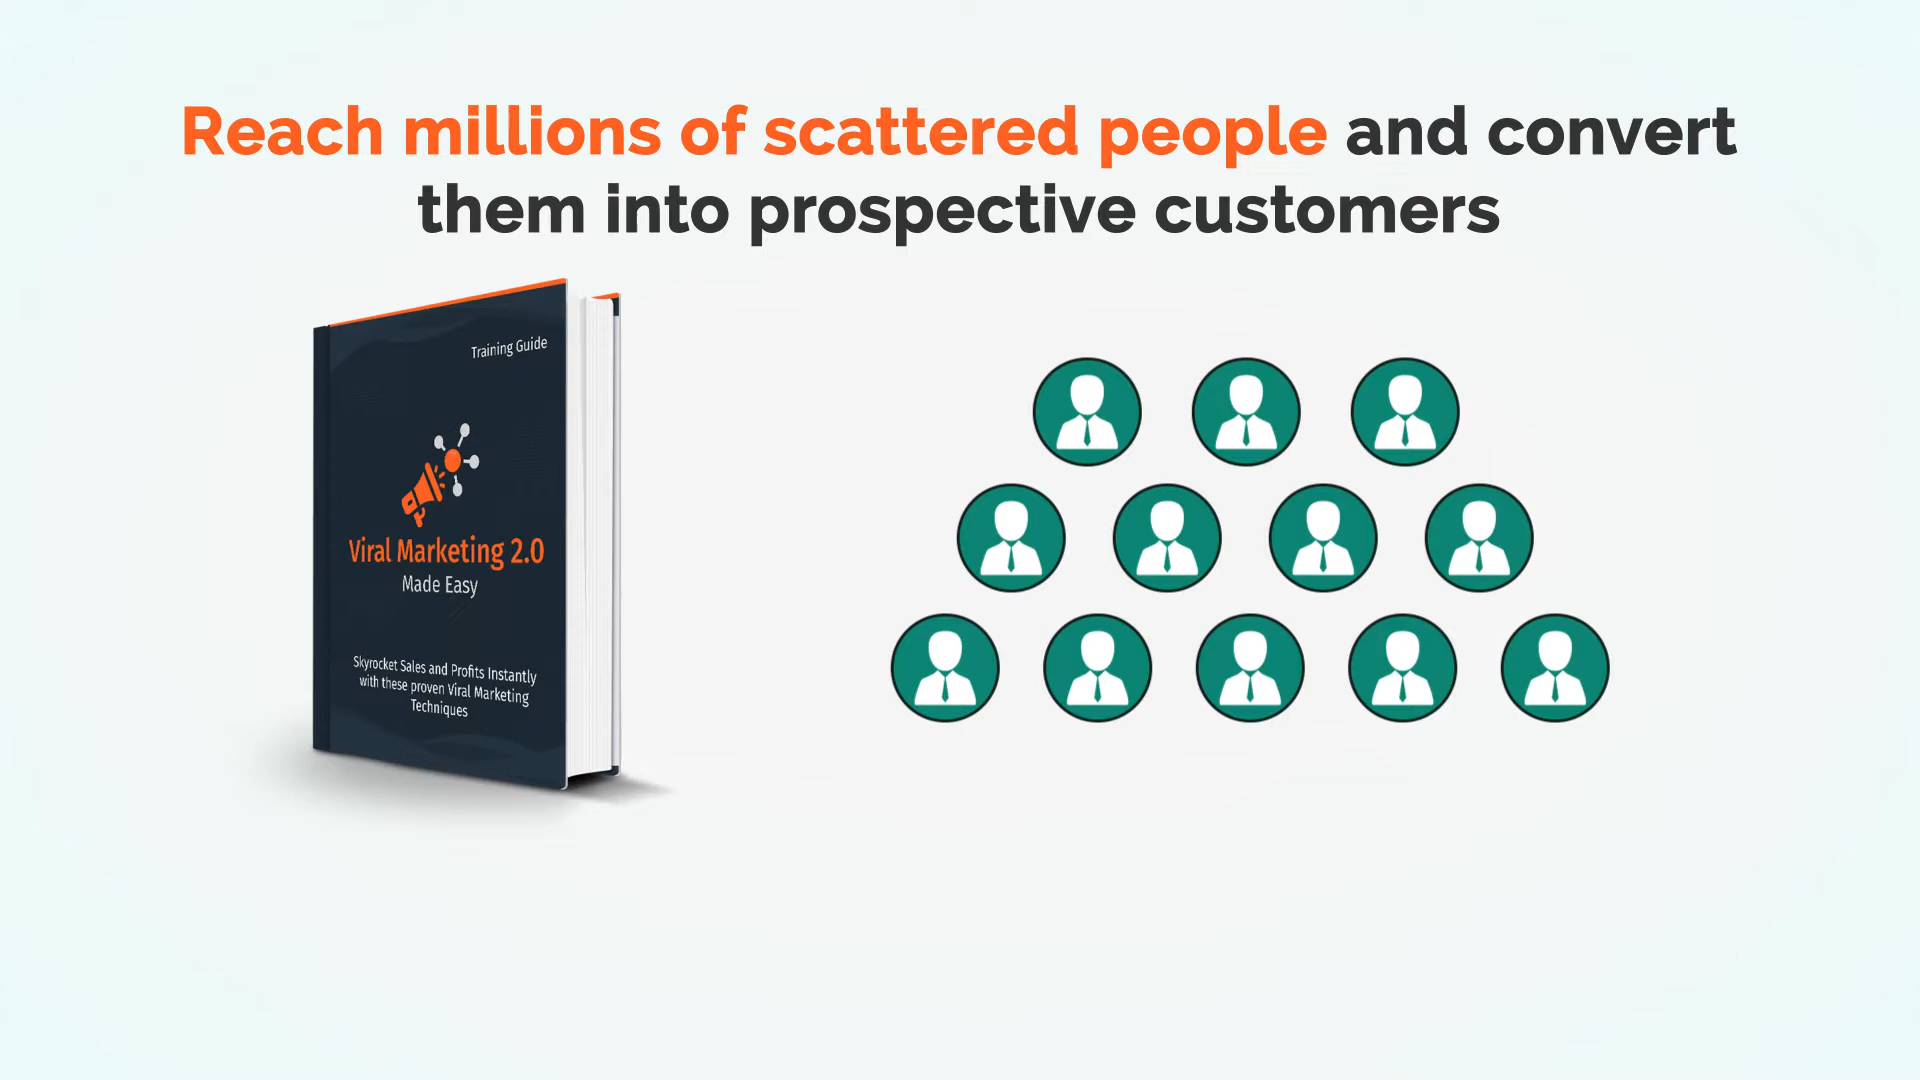 Reach millions of scattered people and convert
them into prospective customers
Training Guide
Viral Marketing 2.0
Made Easy
Skyrocket Sales and Profits Instantly
with these proven Viral Marketing
Techniques